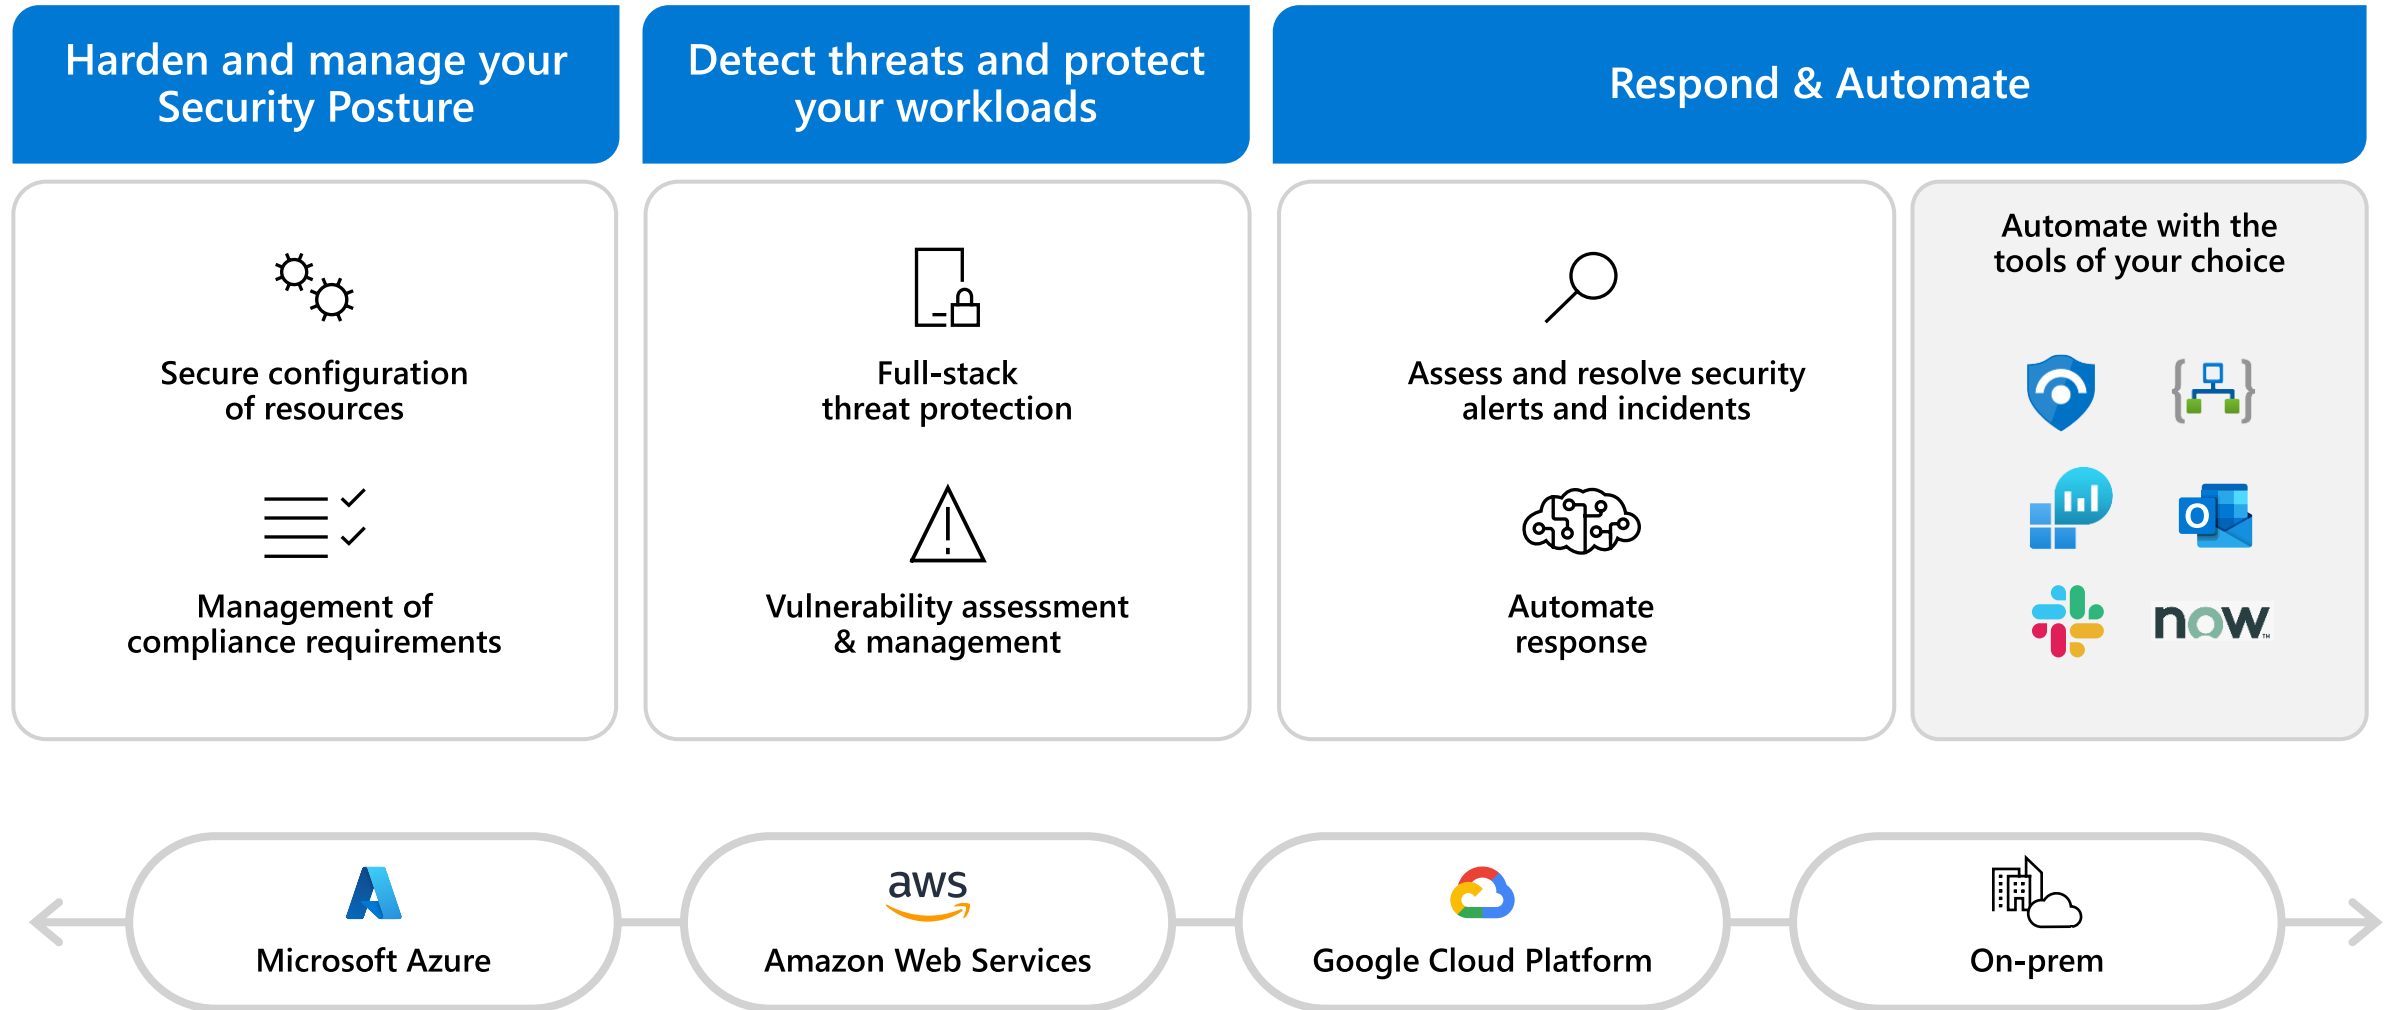 Harden and manage your
Security Posture
Detect threats and protect
your workloads
Respond & Automate
Secure configuration
of resources
Management of
compliance requirements
Full-stack
threat protection
Vulnerability assessment
& management
Assess and resolve security
alerts and incidents
Automate
response
Automate with the
tools of your choice
O
now™
aws
Microsoft Azure
Amazon Web Services
Google Cloud Platform
On-prem